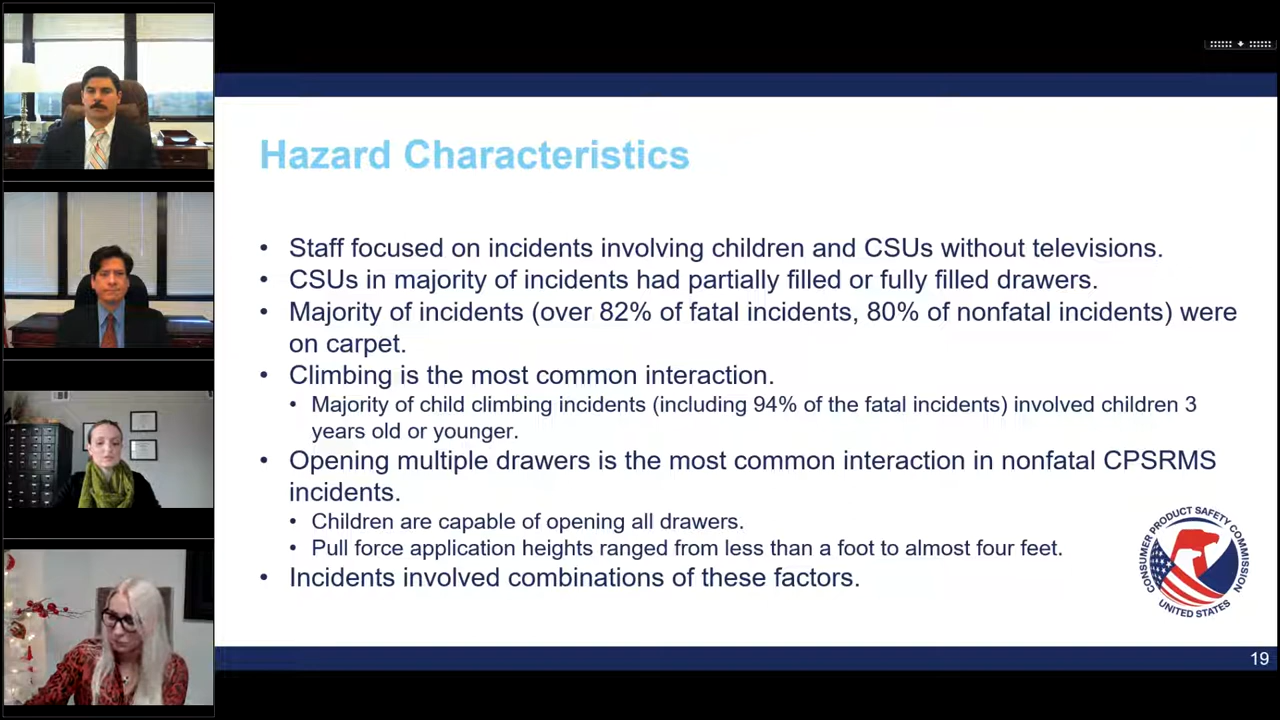 Hazard Characteristics
• Staff focused on incidents involving children and CSUs without televisions.
• CSUs in majority of incidents had partially filled or fully filled drawers.
• Majority of incidents (over 82% of fatal incidents, 80% of nonfatal incidents) were
on carpet.
• Climbing is the most common interaction.
• Majority of child climbing incidents (including 94% of the fatal incidents) involved children 3
years old or younger.
• Opening multiple drawers is the most common interaction in nonfatal CPSRMS
incidents.
• Children are capable of opening all drawers.
• Pull force application heights ranged from less than a foot to almost four feet.
• Incidents involved combinations of these factors.
CONSUMER PRODUCT SAFETY COMMISSION
UNITED STATES
19